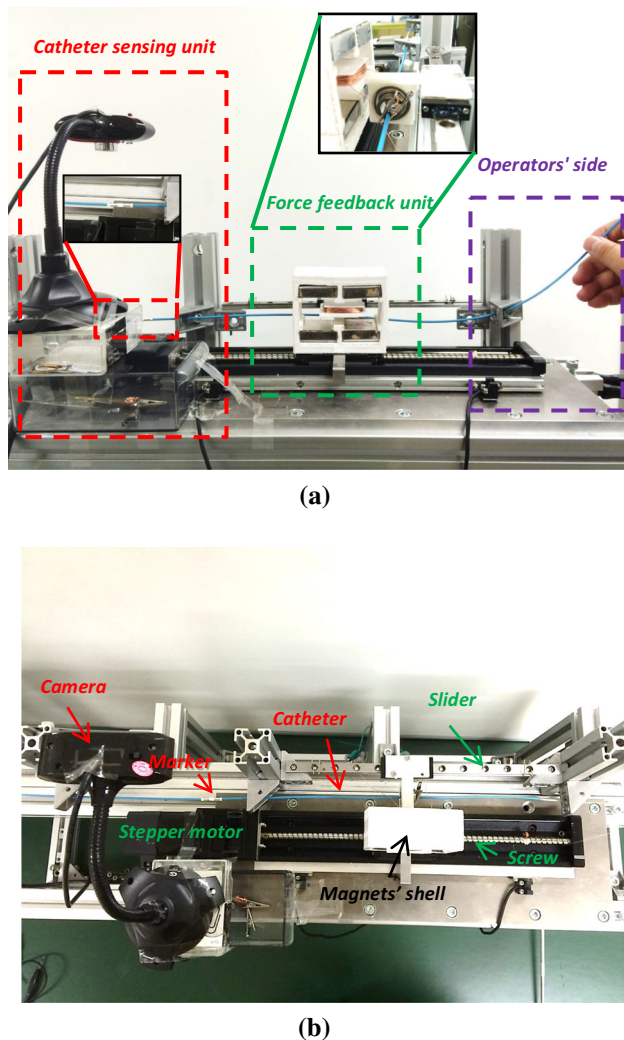 Catheter sensing unit
Operators' side
Force feedback unit
(a)
Camera
Slider
Catheter
Marker
Stepper motor
Screw
Magnets' shell
(b)